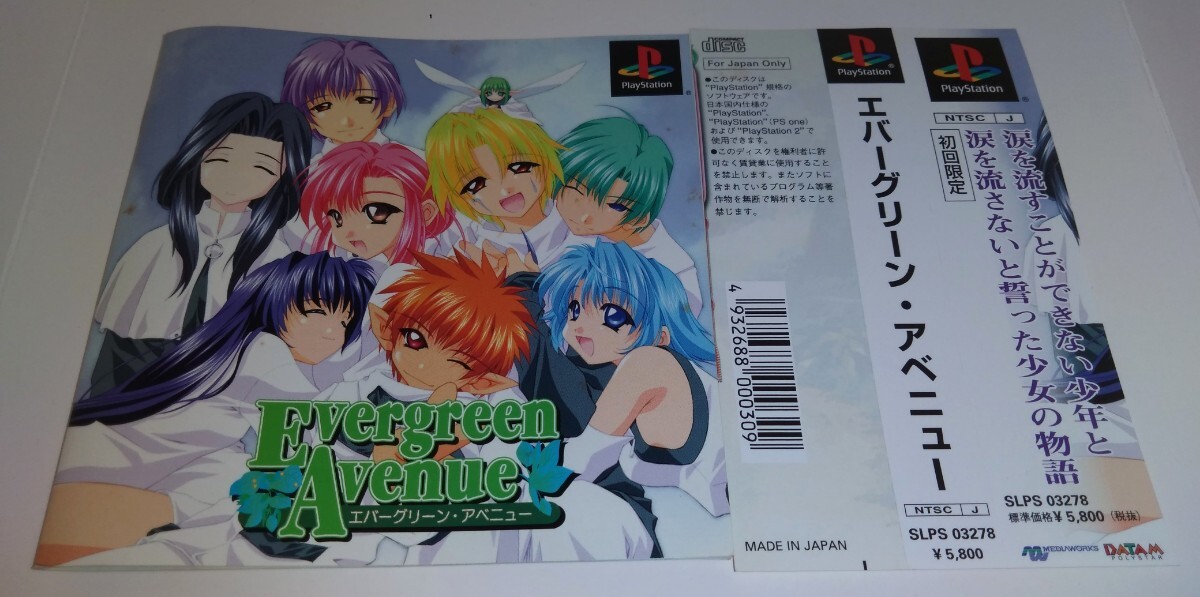 PlayStation
Evergreen
Avenue
エバーグリーン・アベニュー
COMPACT
disc
For Japan Only
●このディスクは
"PlayStation" 規格の
ソフトウェアです。
日本国内仕様の
"PlayStation"、
"PlayStation"(PS one)
および "PlayStation 2" で
使用できます。
●このディスクを権利者に許
可なく賃貸業に使用すること
を禁止します。またソフトに
含まれているプログラム等著
作物を無断で解析することを
禁じます。
4 932688 000309
MADE IN JAPAN
PlayStation
エバーグリーン・アベニュー
NTSC J
SLPS 03278
¥5,800
PlayStation
NTSC J
初回限定
涙を流すことができない少年と
涙を流さないと誓った少女の物語
SLPS 03278
標準価格¥5,800（税抜）
MEDIAWORKS
DATAM
POLYSTAR